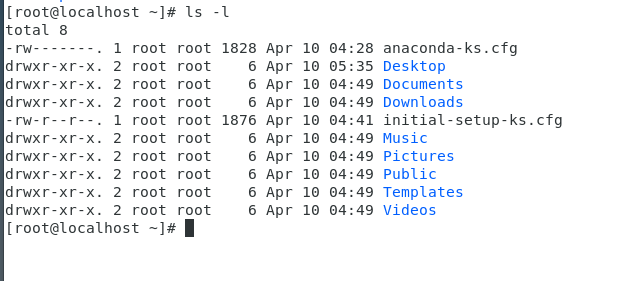 [root@localhost ~]# ls -l
total 8
-rw-------. 1 root root 1828 Apr 10 04:28 anaconda-ks.cfg
drwxr-xr-x. 2 root root    6 Apr 10 05:35 Desktop
drwxr-xr-x. 2 root root    6 Apr 10 04:49 Documents
drwxr-xr-x. 2 root root    6 Apr 10 04:49 Downloads
-rw-r--r--. 1 root root 1876 Apr 10 04:41 initial-setup-ks.cfg
drwxr-xr-x. 2 root root    6 Apr 10 04:49 Music
drwxr-xr-x. 2 root root    6 Apr 10 04:49 Pictures
drwxr-xr-x. 2 root root    6 Apr 10 04:49 Public
drwxr-xr-x. 2 root root    6 Apr 10 04:49 Templates
drwxr-xr-x. 2 root root    6 Apr 10 04:49 Videos
[root@localhost ~]#